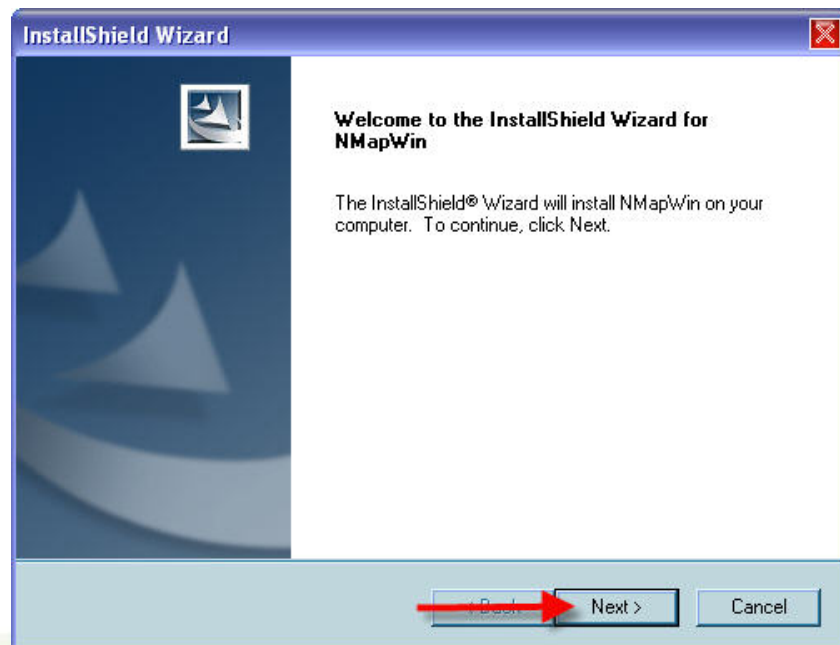 InstallShield Wizard
Welcome to the InstallShield Wizard for
NMapWin
The InstallShield® Wizard will install NMapWin on your
computer. To continue, click Next.
< Back
Next >
Cancel